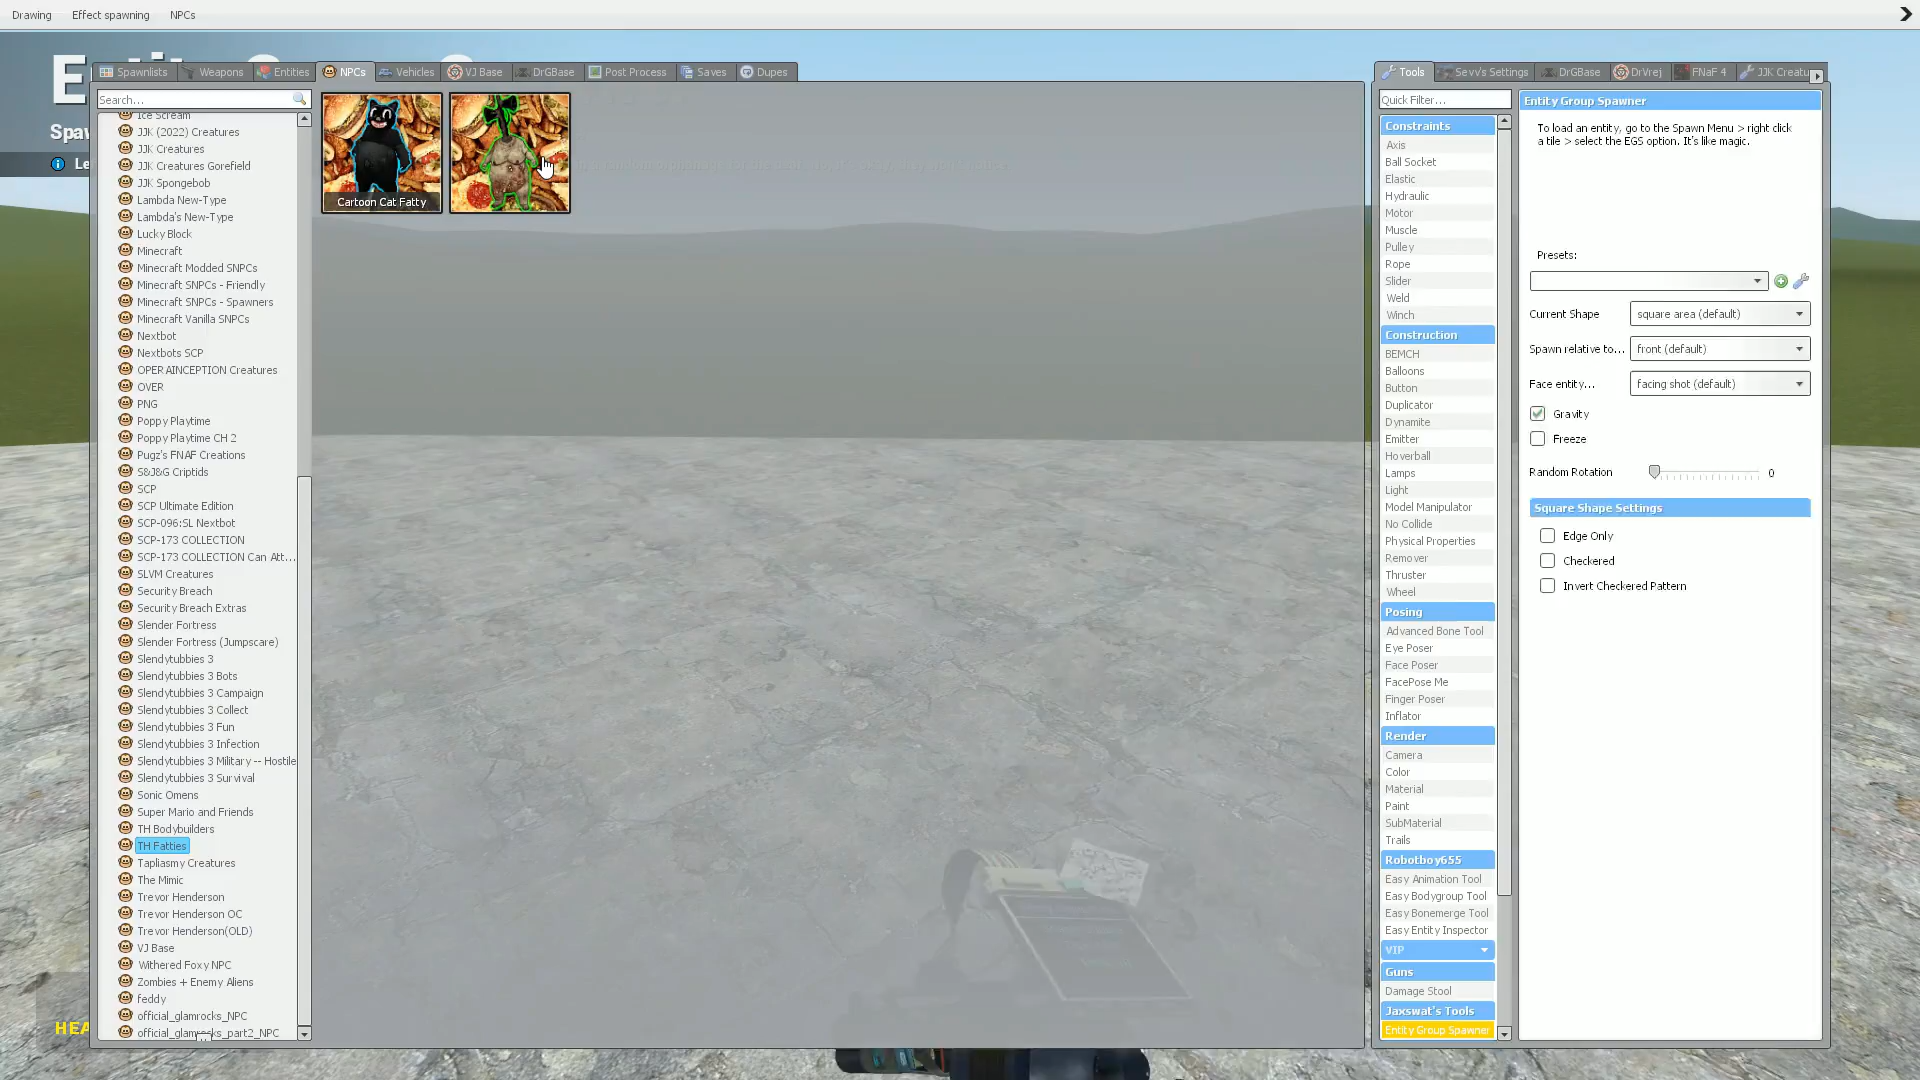 Drawing Effect spawning NPCs
E
Spaw
Le
HEA
Spawnlists Weapons Entities NPCs Vehicles VJ Base DrGBase Post Process Saves Dupes
Search...
Ice Scream
JJK (2022) Creatures
JJK Creatures
JJK Creatures Gorefield
JJK Spongebob
Lambda New-Type
Lambda's New-Type
Lucky Block
Minecraft
Minecraft Modded SNPCs
Minecraft SNPCs - Friendly
Minecraft SNPCs - Spawners
Minecraft Vanilla SNPCs
Nextbot
Nextbots SCP
OPERAINCEPTION Creatures
OVER
PNG
Poppy Playtime
Poppy Playtime CH 2
Pugz's FNAF Creations
S&J&G Criptids
SCP
SCP Ultimate Edition
SCP-096:SL Nextbot
SCP-173 COLLECTION
SCP-173 COLLECTION Can Att...
SLVM Creatures
Security Breach
Security Breach Extras
Slender Fortress
Slender Fortress (Jumpscare)
Slendytubbies 3
Slendytubbies 3 Bots
Slendytubbies 3 Campaign
Slendytubbies 3 Collect
Slendytubbies 3 Fun
Slendytubbies 3 Infection
Slendytubbies 3 Military -- Hostile
Slendytubbies 3 Survival
Sonic Omens
Super Mario and Friends
TH Bodybuilders
TH Fatties
Tapliasmy Creatures
The Mimic
Trevor Henderson
Trevor Henderson OC
Trevor Henderson(OLD)
VJ Base
Withered Foxy NPC
Zombies + Enemy Aliens
feddy
official_glamrocks_NPC
official_glamrocks_part2_NPC
Cartoon Cat Fatty
Tools Sevv's Settings DrGBase DrVrej FNaF 4 JJK Creatu
Quick Filter...
Constraints
Axis
Ball Socket
Elastic
Hydraulic
Motor
Muscle
Pulley
Rope
Slider
Weld
Winch
Construction
BEMCH
Balloons
Button
Duplicator
Dynamite
Emitter
Hoverball
Lamps
Light
Model Manipulator
No Collide
Physical Properties
Remover
Thruster
Wheel
Posing
Advanced Bone Tool
Eye Poser
Face Poser
FacePose Me
Finger Poser
Inflator
Render
Camera
Color
Material
Paint
SubMaterial
Trails
Robotboy655
Easy Animation Tool
Easy Bodygroup Tool
Easy Bonemerge Tool
Easy Entity Inspector
VIP
Guns
Damage Stool
Jaxswat's Tools
Entity Group Spawner
Entity Group Spawner
To load an entity, go to the Spawn Menu > right click
a tile > select the EGS option. It's like magic.
Presets:
Current Shape square area (default)
Spawn relative to... front (default)
Face entity... facing shot (default)
Gravity
Freeze
Random Rotation 0
Square Shape Settings
Edge Only
Checkered
Invert Checkered Pattern